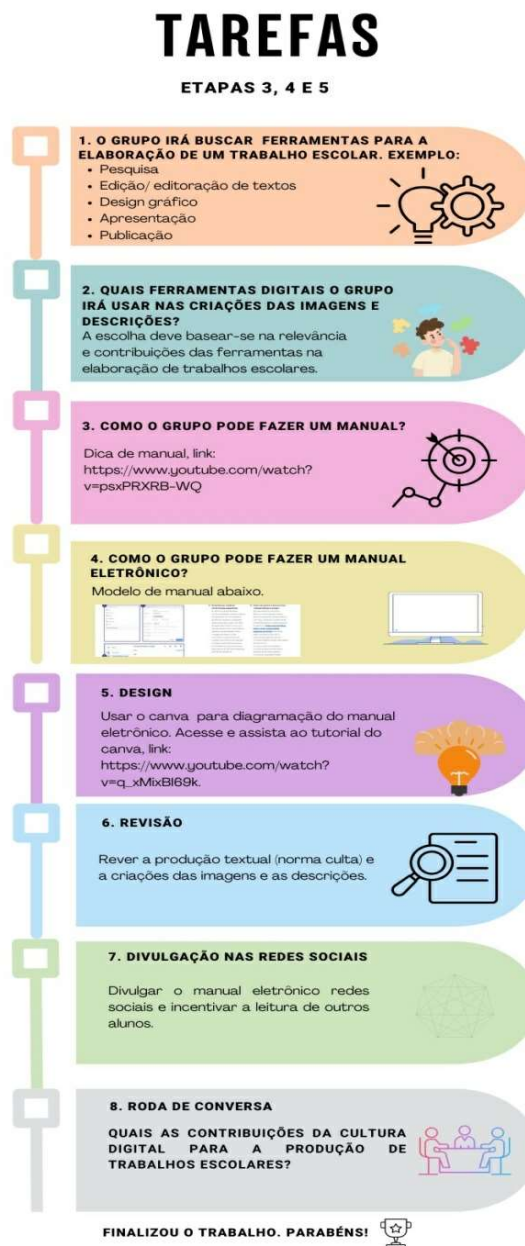 TAREFAS
ETAPAS 3, 4 E 5
1. O GRUPO IRÁ BUSCAR FERRAMENTAS PARA A
ELABORAÇÃO DE UM TRABALHO ESCOLAR. EXEMPLO:
• Pesquisa
• Edição/ editoração de textos
• Design gráfico
• Apresentação
• Publicação
2. QUAIS FERRAMENTAS DIGITAIS O GRUPO
IRÁ USAR NAS CRIAÇÕES DAS IMAGENS E
DESCRIÇÕES?
A escolha deve basear-se na relevância
e contribuições das ferramentas na
elaboração de trabalhos escolares.
3. COMO O GRUPO PODE FAZER UM MANUAL?
Dica de manual, link:
https://www.youtube.com/watch?
v=psxPRXRB-WQ
4. COMO O GRUPO PODE FAZER UM MANUAL
ELETRÔNICO?
Modelo de manual abaixo.
5. DESIGN
Usar o canva para diagramação do manual
eletrônico. Acesse e assista ao tutorial do
canva, link:
https://www.youtube.com/watch?
v=q_xMixBI69k.
6. REVISÃO
Rever a produção textual (norma culta) e
a criações das imagens e as descrições.
7. DIVULGAÇÃO NAS REDES SOCIAIS
Divulgar o manual eletrônico redes
sociais e incentivar a leitura de outros
alunos.
8. RODA DE CONVERSA
QUAIS AS CONTRIBUIÇÕES DA CULTURA
DIGITAL PARA A PRODUÇÃO DE
TRABALHOS ESCOLARES?
FINALIZOU O TRABALHO. PARABÉNS!